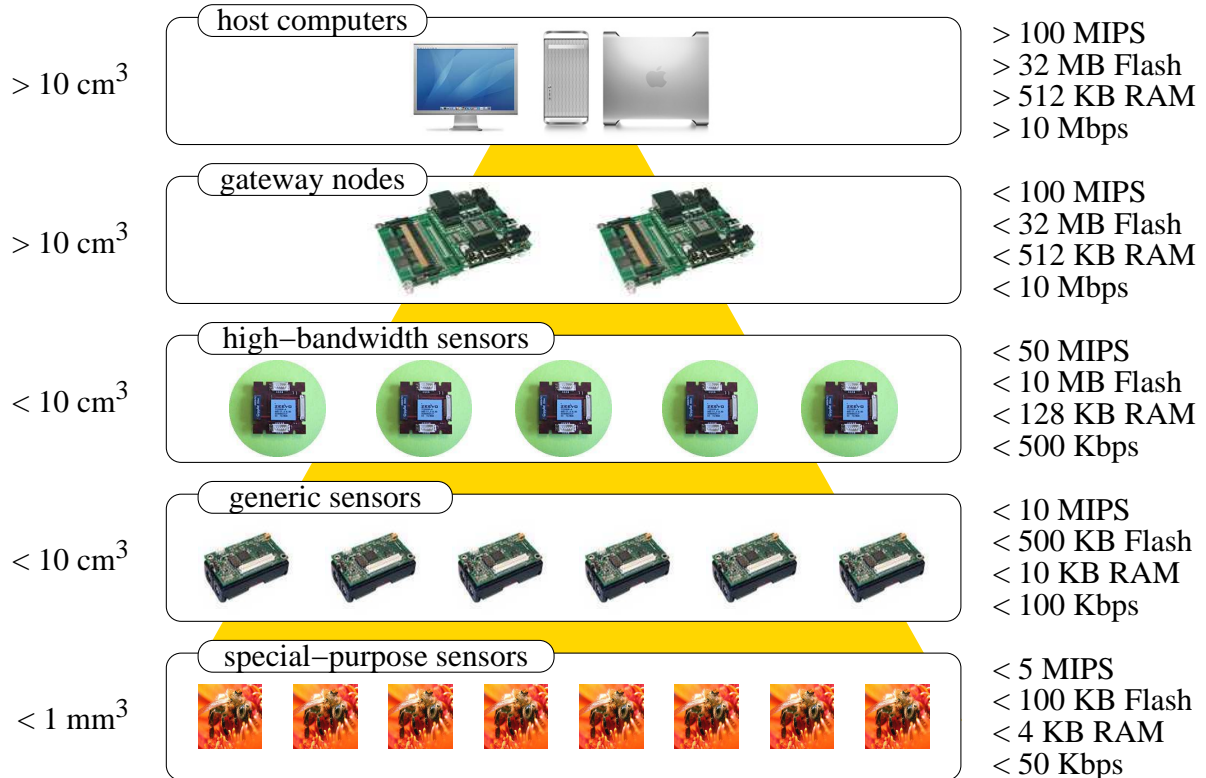 host computers
> 10 cm3
> 100 MIPS
> 32 MB Flash
> 512 KB RAM
> 10 Mbps
gateway nodes
> 10 cm3
< 100 MIPS
< 32 MB Flash
< 512 KB RAM
< 10 Mbps
high−bandwidth sensors
< 10 cm3
< 50 MIPS
< 10 MB Flash
< 128 KB RAM
< 500 Kbps
generic sensors
< 10 cm3
< 10 MIPS
< 500 KB Flash
< 10 KB RAM
< 100 Kbps
special−purpose sensors
< 1 mm3
< 5 MIPS
< 100 KB Flash
< 4 KB RAM
< 50 Kbps